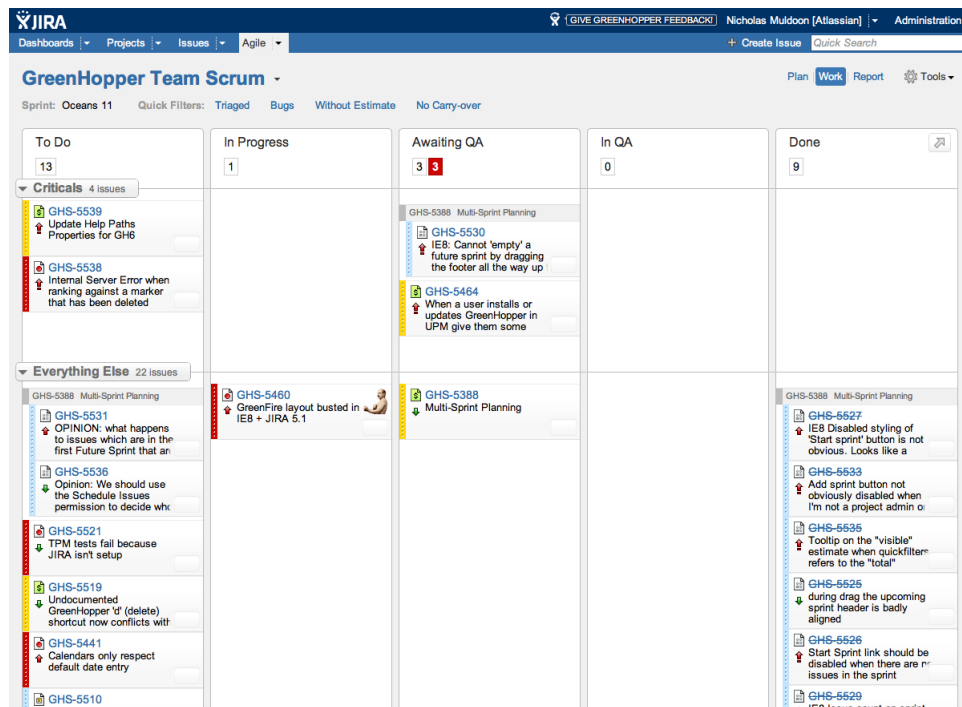 JIRA
GIVE GREENHOPPER FEEDBACK!
Nicholas Muldoon [Atlassian]
Administration
Dashboards
Projects
Issues
Agile
+ Create Issue
Quick Search
GreenHopper Team Scrum
Plan
Work
Report
Tools
Sprint: Oceans 11
Quick Filters:
Triaged
Bugs
Without Estimate
No Carry-over
To Do
13
In Progress
1
Awaiting QA
3 3
In QA
0
Done
9
Criticals 4 issues
GHS-5539
Update Help Paths
Properties for GH6
GHS-5538
Internal Server Error when
ranking against a marker
that has been deleted
GHS-5388 Multi-Sprint Planning
GHS-5530
IE8: Cannot 'empty' a
future sprint by dragging
the footer all the way up
GHS-5464
When a user installs or
updates GreenHopper in
UPM give them some
Everything Else 22 issues
GHS-5388 Multi-Sprint Planning
GHS-5531
OPINION: what happens
to issues which are in the
first Future Sprint that
GHS-5536
Opinion: We should use
the Schedule Issues
permission to decide
GHS-5521
TPM tests fail because
JIRA isn't setup
GHS-5519
Undocumented
GreenHopper 'd' (delete)
shortcut now conflicts with
GHS-5441
Calendars only respect
default date entry
GHS-5510
GHS-5460
GreenFire layout busted in
IE8 + JIRA 5.1
GHS-5388
Multi-Sprint Planning
GHS-5388 Multi-Sprint Planning
GHS-5527
IE8 Disabled styling of
'Start sprint' button is not
obvious. Looks like a
GHS-5533
Add sprint button not
obviously disabled when
I'm not a project admin
GHS-5535
Tooltip on the "visible"
estimate when quickfilters
refers to the "total"
GHS-5525
during drag the upcoming
sprint header is badly
aligned
GHS-5526
Start Sprint link should be
disabled when there are
issues in the sprint
GHS-5529